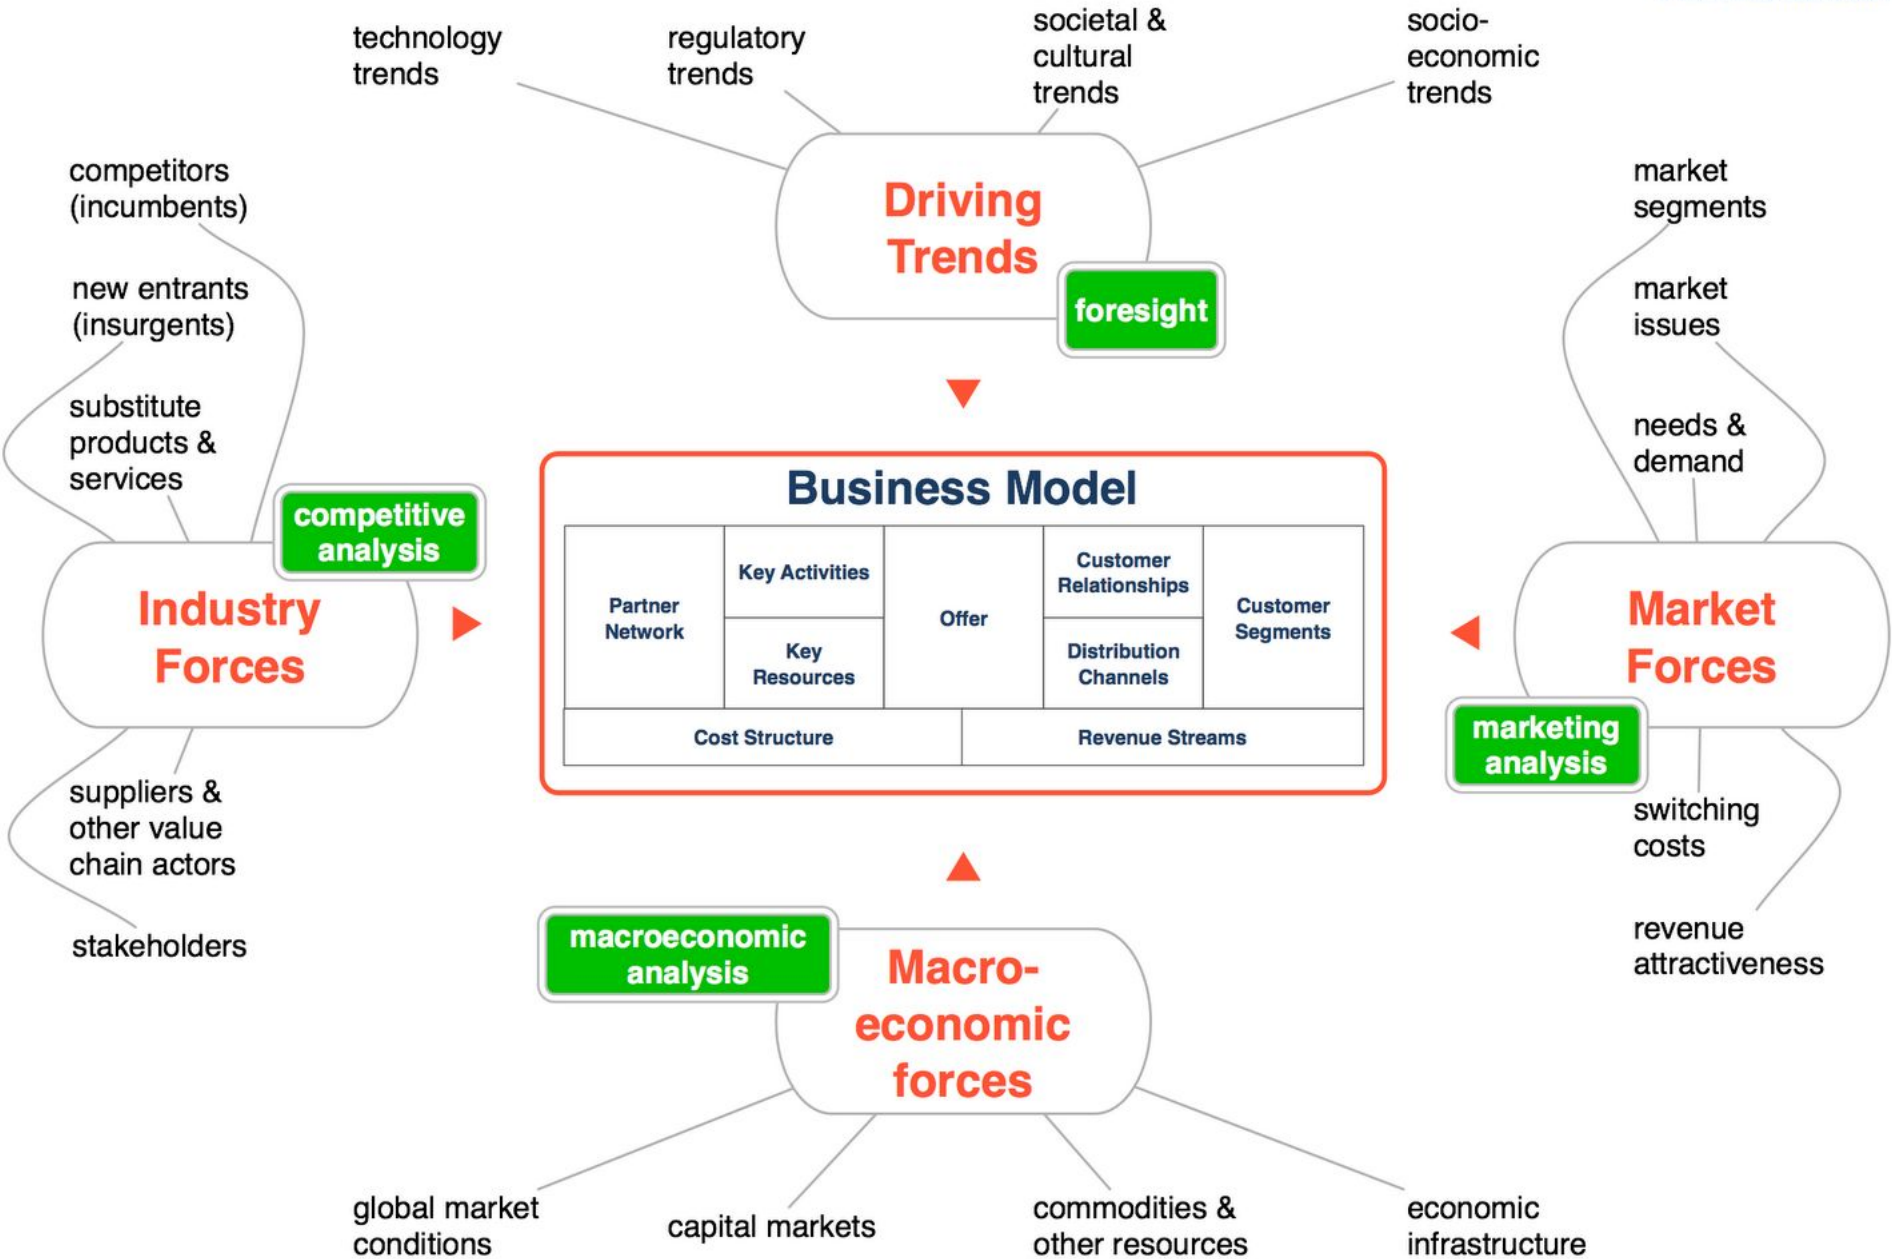 technology
trends
regulatory
trends
societal &
cultural
trends
socio-
economic
trends
Driving
Trends
foresight
competitors
(incumbents)
new entrants
(insurgents)
substitute
products &
services
competitive
analysis
Industry
Forces
suppliers &
other value
chain actors
stakeholders
Business Model
Partner
Network
Key Activities
Key
Resources
Offer
Customer
Relationships
Distribution
Channels
Customer
Segments
Cost Structure
Revenue Streams
market
segments
market
issues
needs &
demand
Market
Forces
marketing
analysis
switching
costs
revenue
attractiveness
macroeconomic
analysis
Macro-
economic
forces
global market
conditions
capital markets
commodities &
other resources
economic
infrastructure